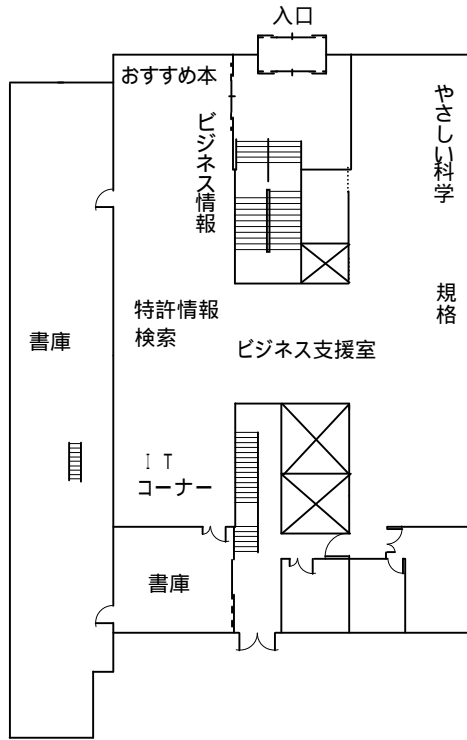 入口
おすすめ本
ビジネス情報
やさしい科学
特許情報
検索
規格
書庫
ビジネス支援室
ＩＴ
コーナー
書庫